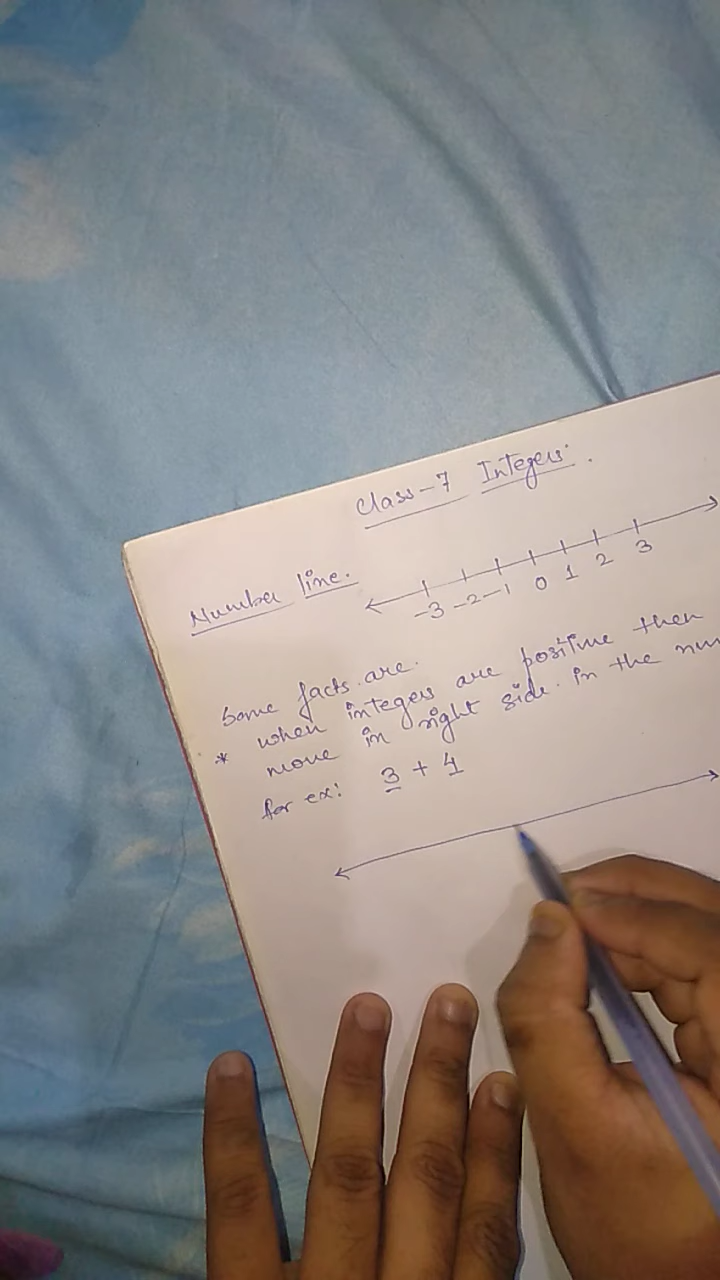 Class-7 Integers.
Number line.
-3 -2 -1 0 1 2 3
Some facts are.
* when integers are positive then
move in right side in the num
for ex: 3 + 4